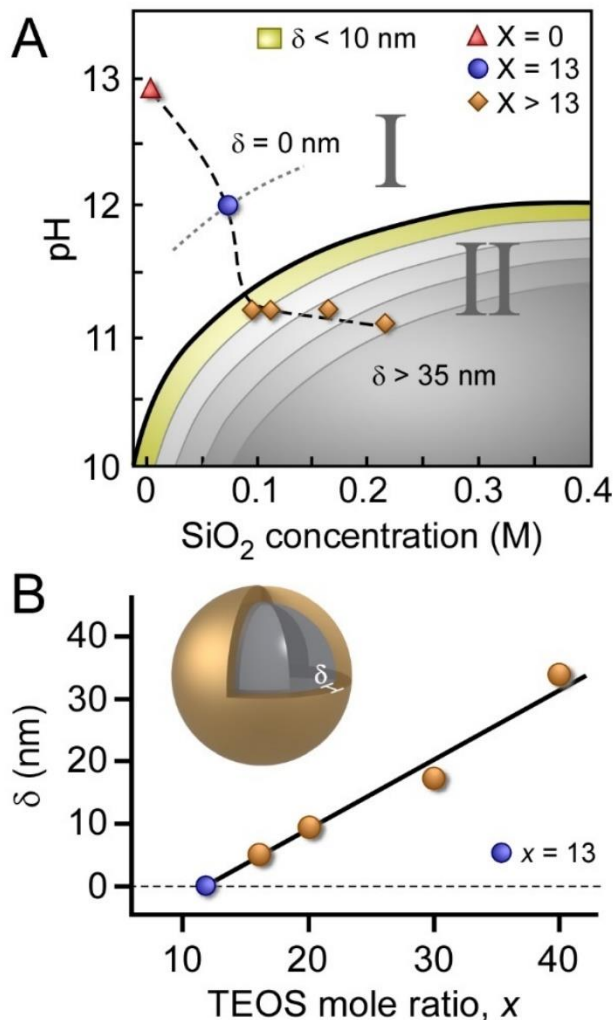 A
δ < 10 nm
X = 0
X = 13
X > 13
13
12
11
10
pH
δ = 0 nm
I
II
δ > 35 nm
0
0.1
0.2
0.3
0.4
SiO₂ concentration (M)
B
40
30
20
10
0
δ (nm)
δ
x = 13
10
20
30
40
TEOS mole ratio, x